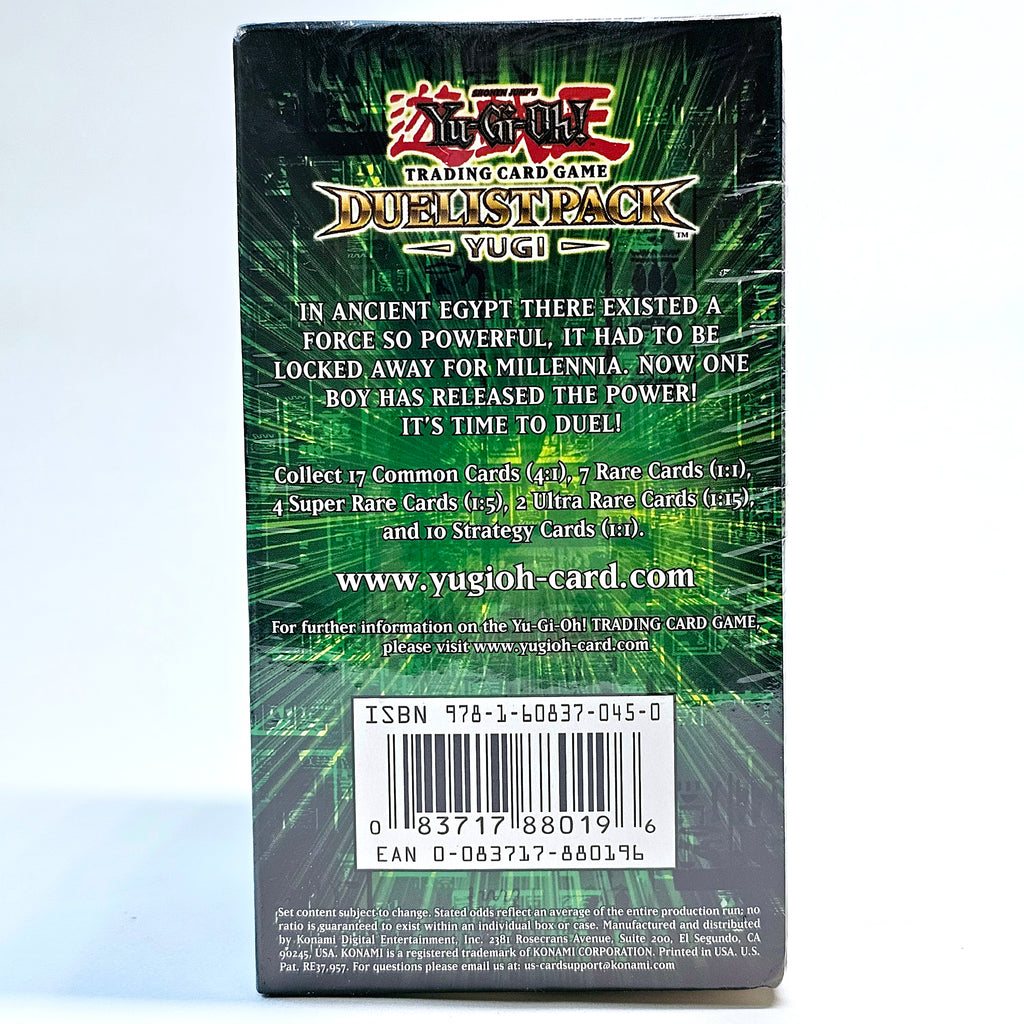 SHONEN JUMP'S
遊戯王
Yu-Gi-Oh!
TRADING CARD GAME
DUELIST PACK™
YUGI
IN ANCIENT EGYPT THERE EXISTED A
FORCE SO POWERFUL, IT HAD TO BE
LOCKED AWAY FOR MILLENNIA. NOW ONE
BOY HAS RELEASED THE POWER!
IT'S TIME TO DUEL!
Collect 17 Common Cards (4:1), 7 Rare Cards (1:1),
4 Super Rare Cards (1:5), 2 Ultra Rare Cards (1:15),
and 10 Strategy Cards (1:1).
www.yugioh-card.com
For further information on the Yu-Gi-Oh! TRADING CARD GAME,
please visit www.yugioh-card.com
ISBN 978-1-60837-045-0
0 83717 88019 6
EAN 0-083717-880196
Set content subject to change. Stated odds reflect an average of the entire production run; no
ratio is guaranteed to exist within an individual box or case. Manufactured and distributed
by Konami Digital Entertainment, Inc. 2381 Rosecrans Avenue, Suite 200, El Segundo, CA
90245, USA. KONAMI is a registered trademark of KONAMI CORPORATION. Printed in USA. U.S.
Pat. RE37,957. For questions please email us at: us-cardsupport@konami.com